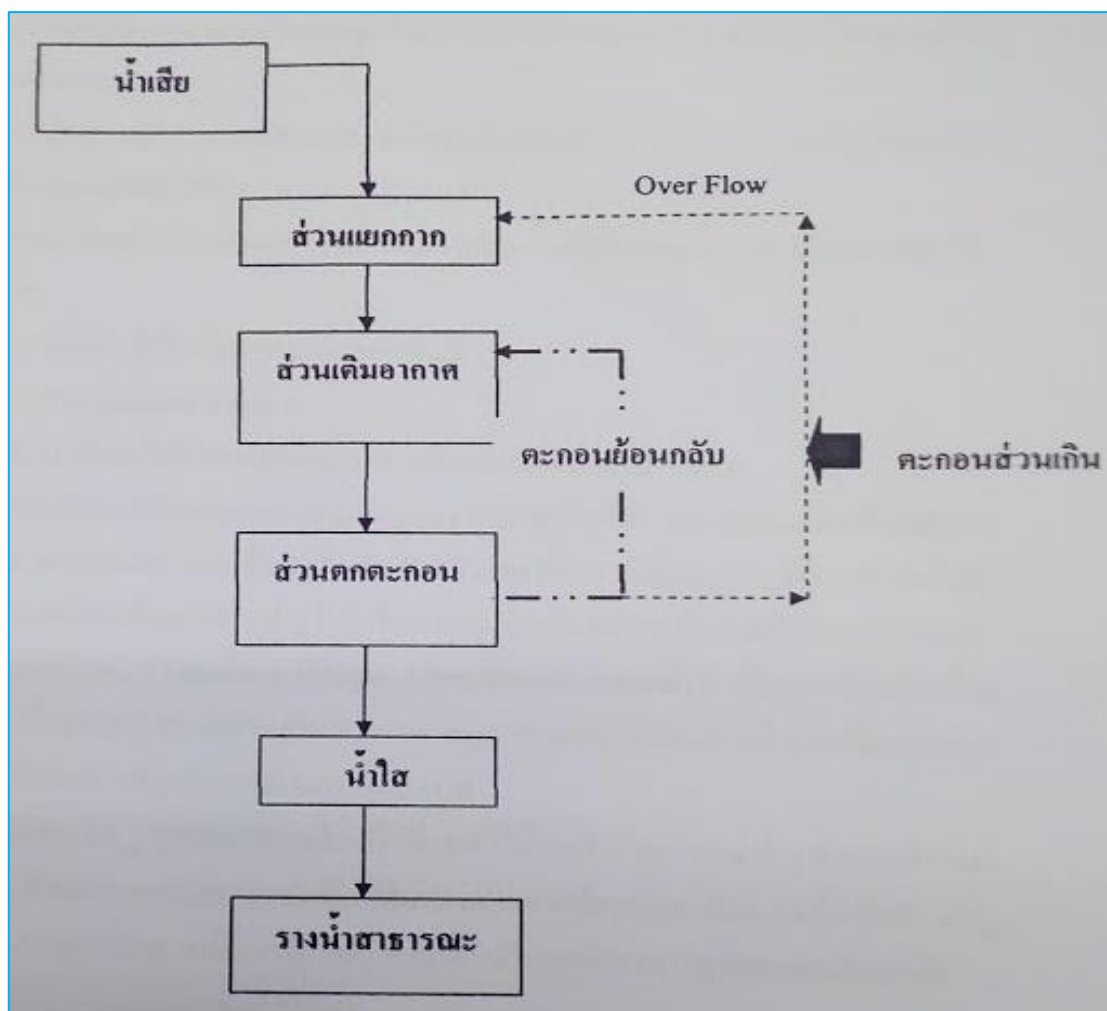 น้ำเสีย
Over Flow
ส่วนแยกกาก
ส่วนเติมอากาศ
ตะกอนย้อนกลับ
ตะกอนส่วนเกิน
ส่วนตกตะกอน
น้ำใส
รางน้ำสาธารณะ